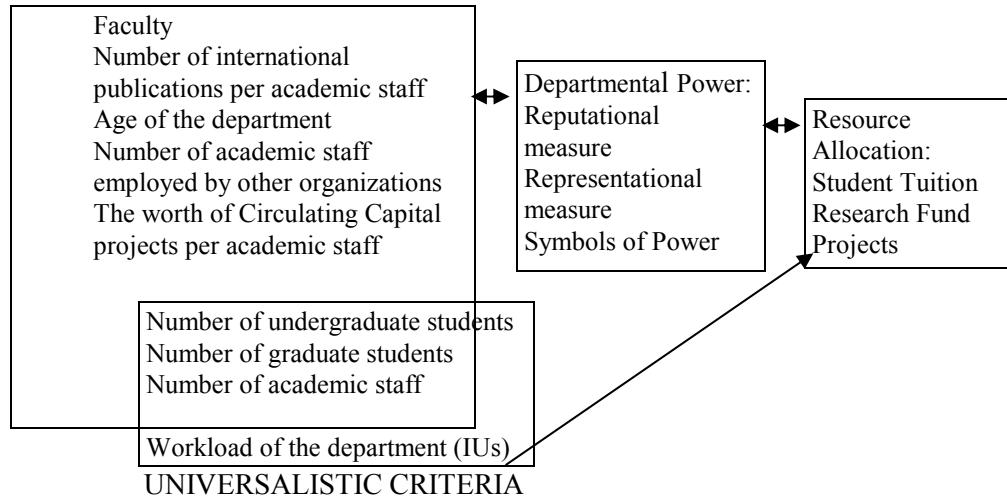 Faculty
Number of international
publications per academic staff
Age of the department
Number of academic staff
employed by other organizations
The worth of Circulating Capital
projects per academic staff
Number of undergraduate students
Number of graduate students
Number of academic staff
Workload of the department (IUs)
UNIVERSALISTIC CRITERIA
Departmental Power:
Reputational
measure
Representational
measure
Symbols of Power
Resource
Allocation:
Student Tuition
Research Fund
Projects